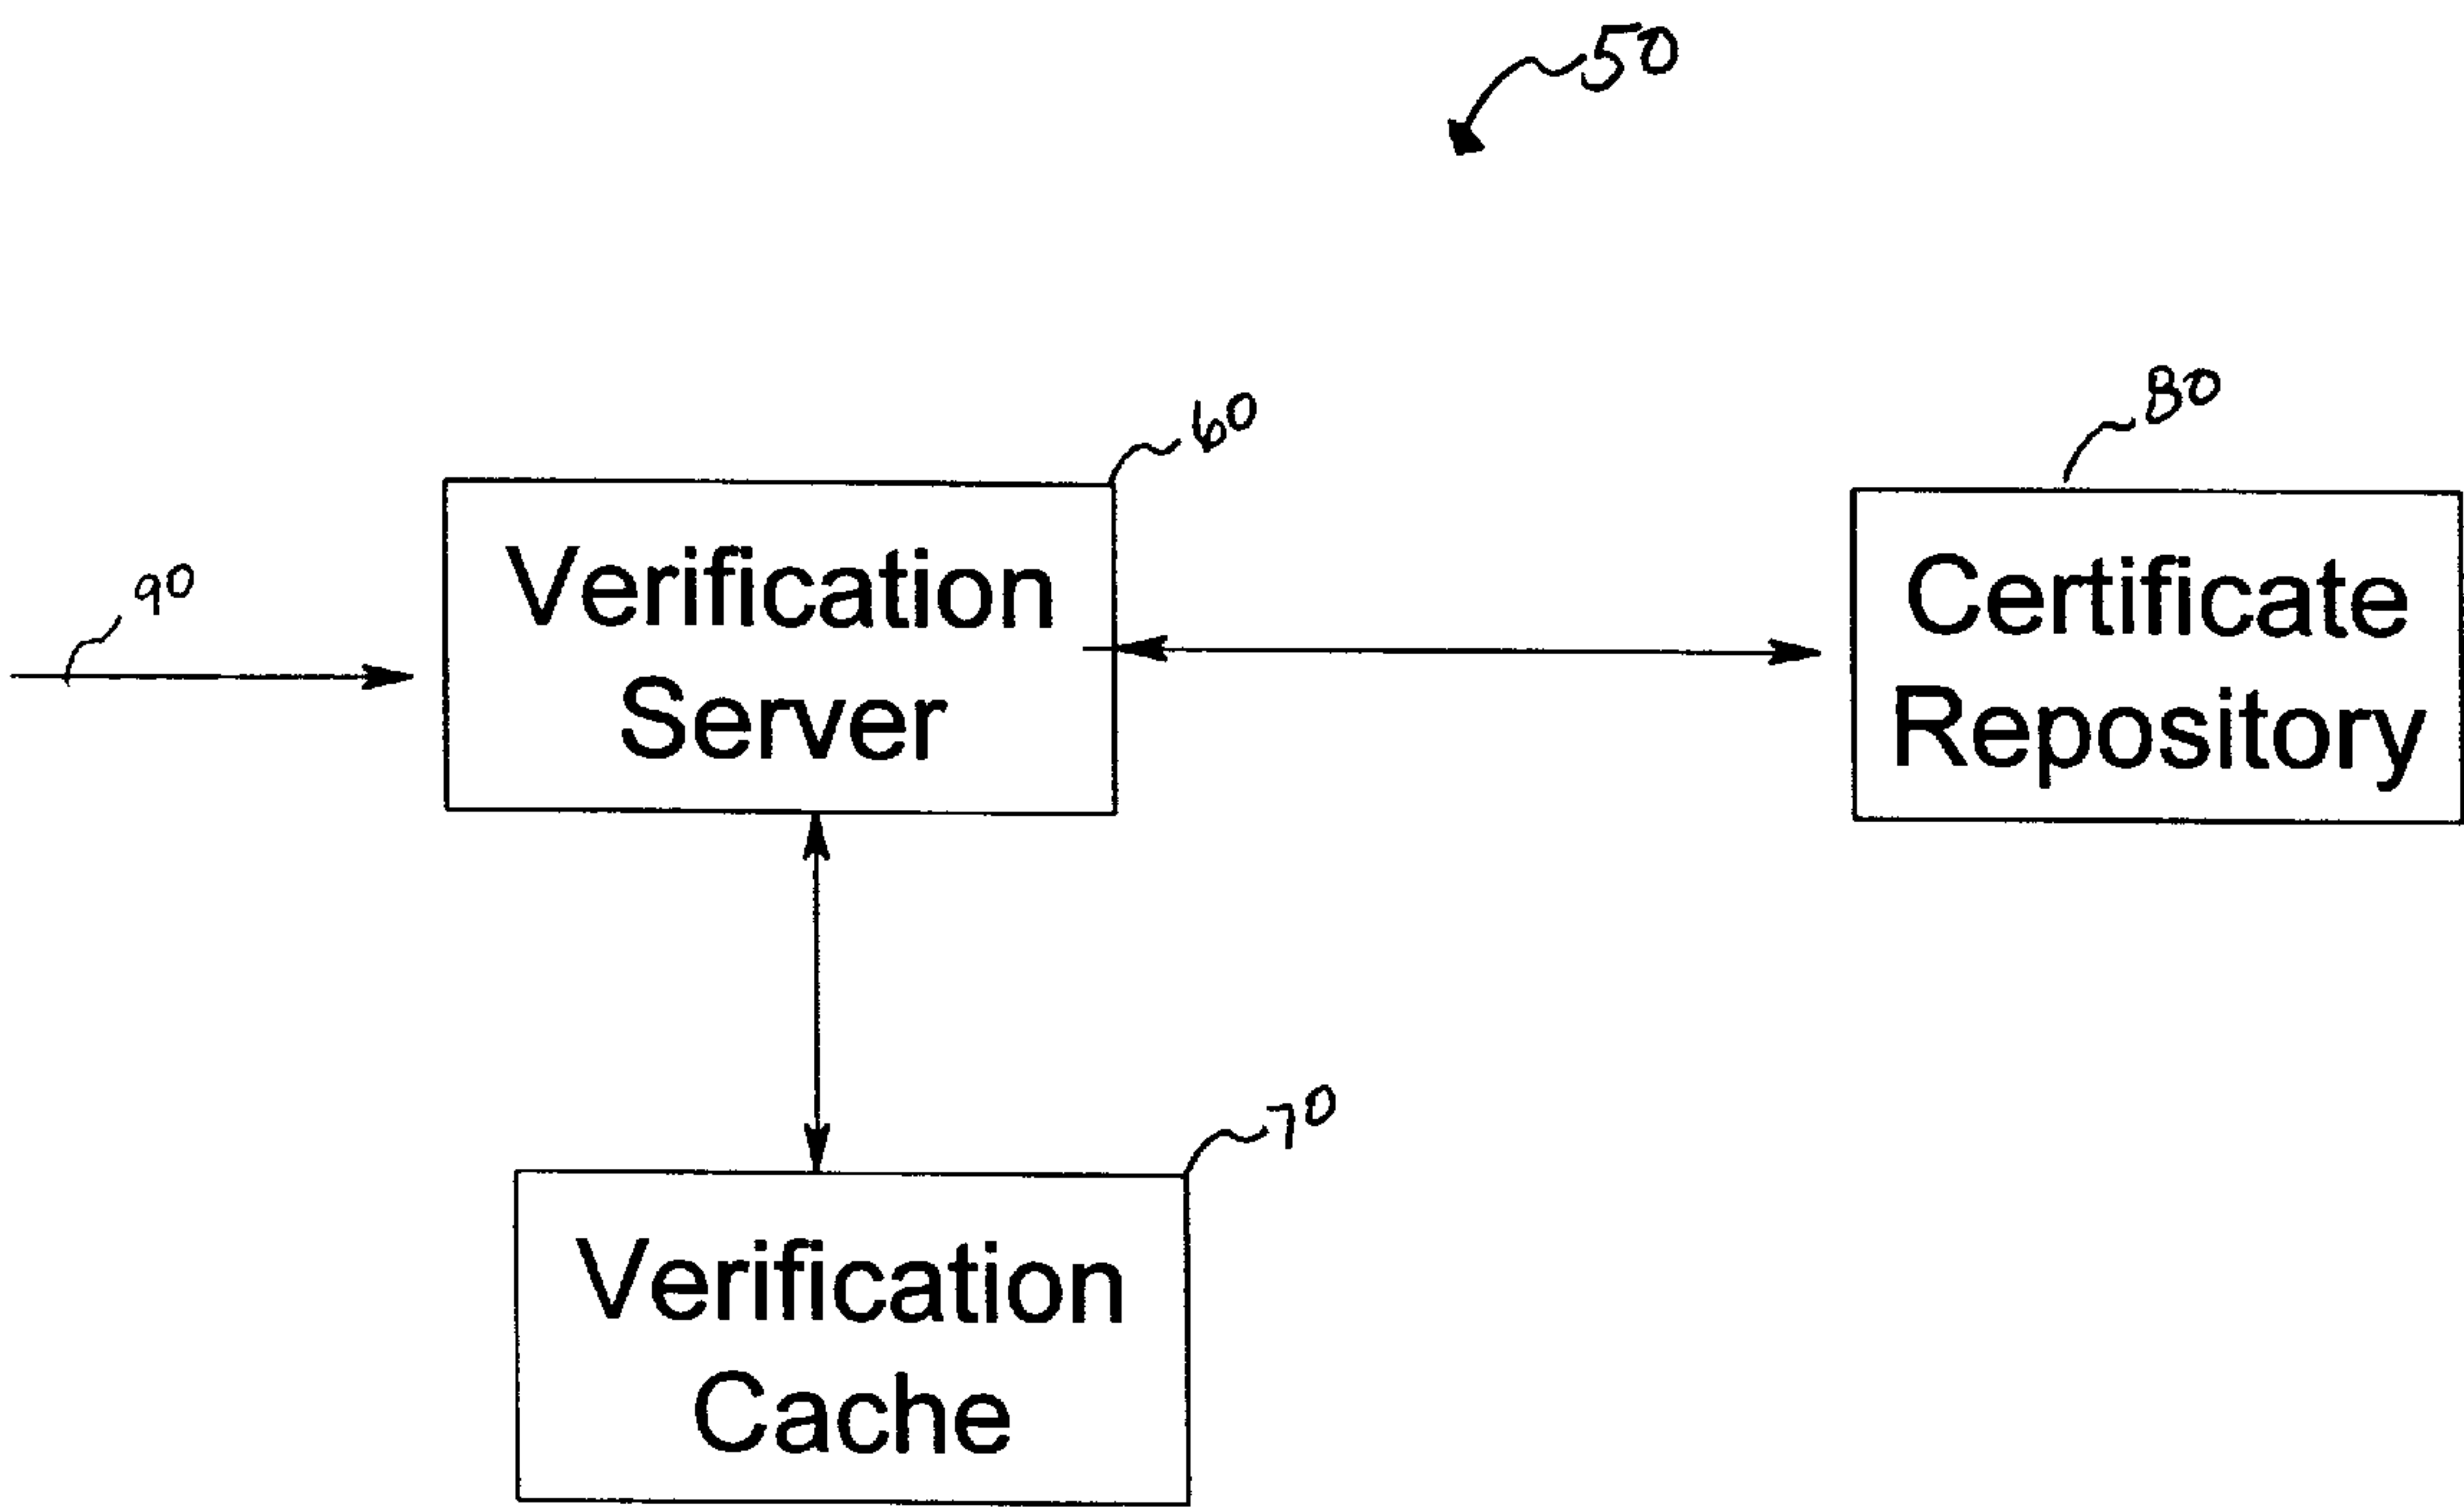 50
60
80
Verification
Server
Certificate
Repository
90
70
Verification
Cache